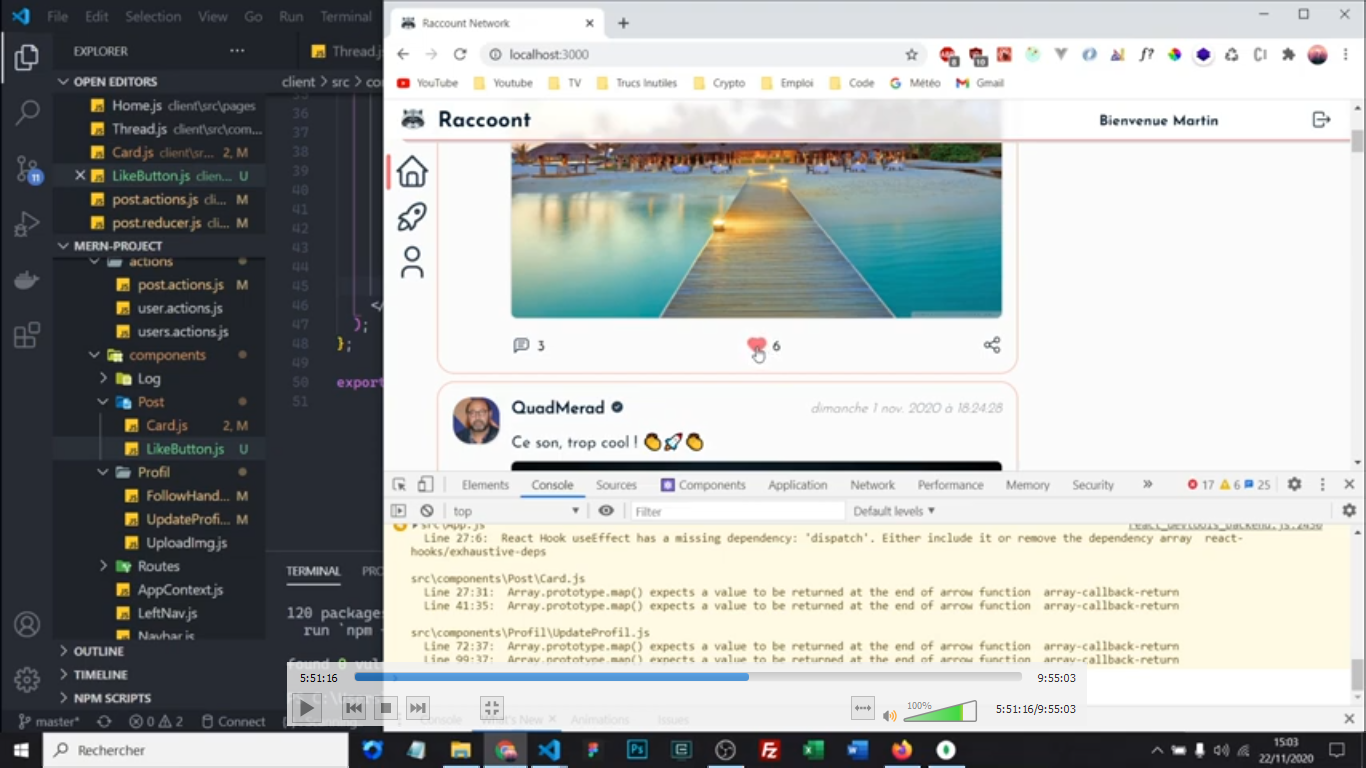 File Edit Selection View Go Run Terminal
Raccount Network
EXPLORER
Thread.j
localhost:3000
OPEN EDITORS
client > src > co
YouTube Youtube TV Trucs Inutiles Crypto Emploi Code Météo Gmail
Home.js client\src\pages
Thread.js client\src\com...
Card.js client\sr... 2, M
LikeButton.js clien... U
post.actions.js cli... M
post.reducer.js cli... M
Raccoont
Bienvenue Martin
MERN-PROJECT
actions
post.actions.js M
user.actions.js
users.actions.js
components
Log
Post
Card.js 2, M
LikeButton.js U
Profil
FollowHand... M
UpdateProfi... M
UploadImg.js
Routes
AppContext.js
LeftNav.js
Navbar.js
OUTLINE
TIMELINE
NPM SCRIPTS
36
37
38
39
40
41
42
43
44
45
46 </
47 );
48 };
49
50 export
51
3
6
QuadMerad
dimanche 1 nov. 2020 à 18:24:28
Ce son, trop cool ! 👏🚀👏
Elements Console Sources Components Application Network Performance Memory Security » 17 6 25
top Filter Default levels
src\App.js
react_devtools_backend.js:2430
Line 27:6: React Hook useEffect has a missing dependency: 'dispatch'. Either include it or remove the dependency array react-
hooks/exhaustive-deps
src\components\Post\Card.js
Line 27:31: Array.prototype.map() expects a value to be returned at the end of arrow function array-callback-return
Line 41:35: Array.prototype.map() expects a value to be returned at the end of arrow function array-callback-return
src\components\Profil\UpdateProfil.js
Line 72:37: Array.prototype.map() expects a value to be returned at the end of arrow function array-callback-return
Line 99:37: Array.prototype.map() expects a value to be returned at the end of arrow function array-callback-return
TERMINAL PRO
120 package
run `npm
found 0 vul
5:51:16
9:55:03
100%
5:51:16/9:55:03
Console What's New Animations Issues
master* 0 2 Connect
Rechercher
15:03
22/11/2020